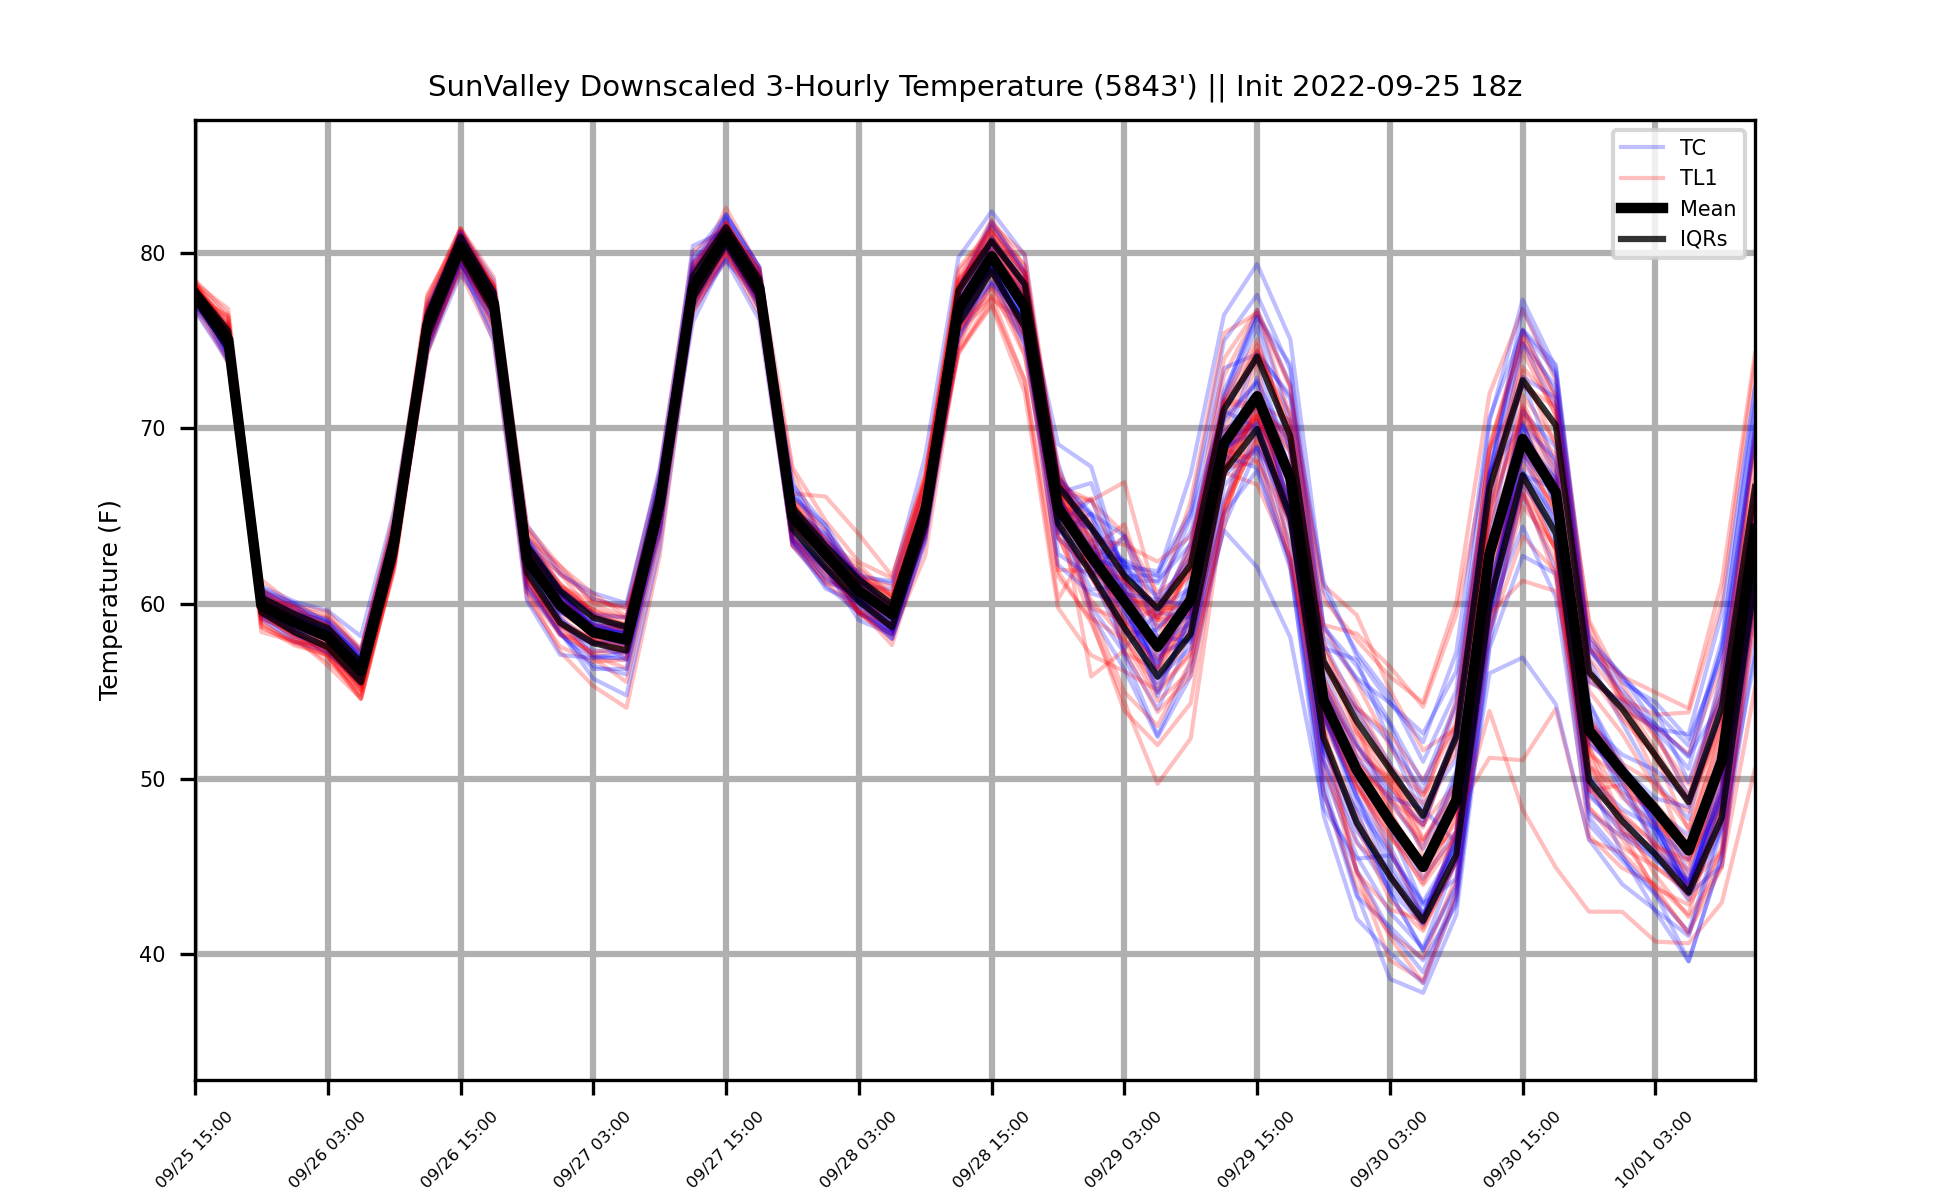 SunValley Downscaled 3-Hourly Temperature (5843') || Init 2022-09-25 18z
TC
TL1
Mean
IQRs
Temperature (F)
80
70
60
50
40
09/25 15:00
09/26 03:00
09/26 15:00
09/27 03:00
09/27 15:00
09/28 03:00
09/28 15:00
09/29 03:00
09/29 15:00
09/30 03:00
09/30 15:00
10/01 03:00